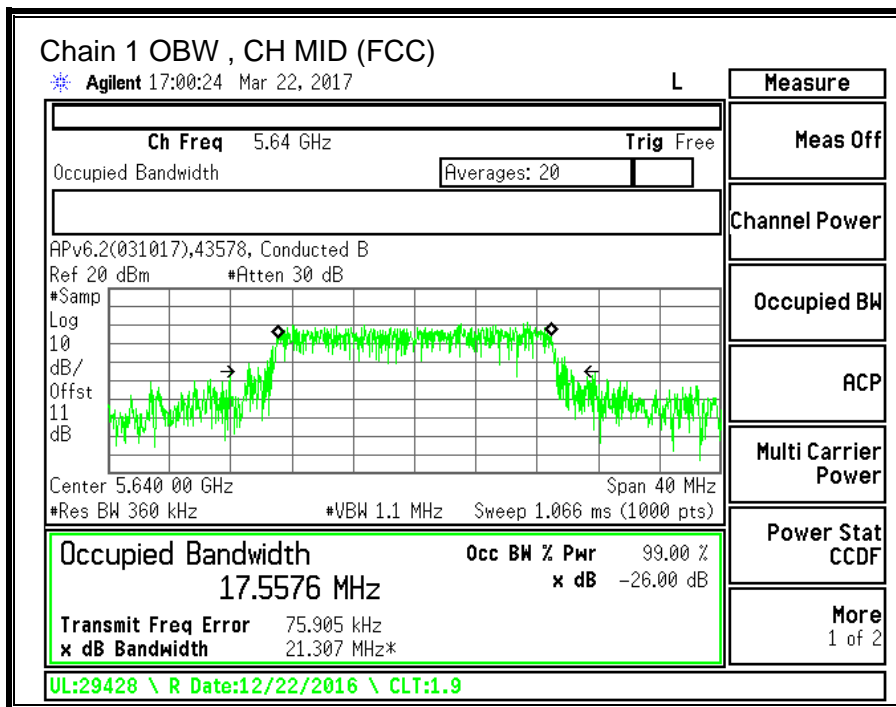 Chain 1 OBW , CH MID (FCC)
Agilent 17:00:24 Mar 22, 2017 L
Measure
Ch Freq 5.64 GHz Trig Free
Occupied Bandwidth Averages: 20
APv6.2(031017),43578, Conducted B
Ref 20 dBm #Atten 30 dB
#Samp
Log
10
dB/
Offst
11
dB
Center 5.640 00 GHz Span 40 MHz
#Res BW 360 kHz #VBW 1.1 MHz Sweep 1.066 ms (1000 pts)
Occupied Bandwidth Occ BW % Pwr 99.00 %
17.5576 MHz x dB -26.00 dB
Transmit Freq Error 75.905 kHz
x dB Bandwidth 21.307 MHz*
UL:29428 \ R Date:12/22/2016 \ CLT:1.9
Meas Off
Channel Power
Occupied BW
ACP
Multi Carrier
Power
Power Stat
CCDF
More
1 of 2